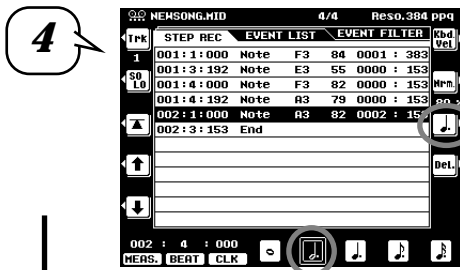 4
NEWSONG.MID 4/4 Reso.384 ppq
Trk STEP REC EVENT LIST EVENT FILTER Kbd. Vel
1
001:1:000 Note F3 84 0001 : 383
001:3:192 Note E3 55 0000 : 153
SO LO 001:4:000 Note F3 82 0000 : 153 Nrm.
001:4:192 Note A3 79 0000 : 153
002:1:000 Note A3 82 0002 : 153
002:3:153 End
Del.
002 : 4 : 000
MEAS. BEAT CLK